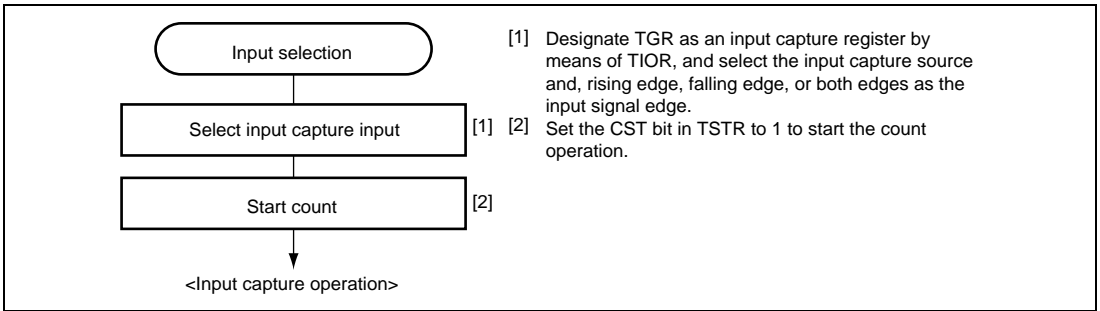 Input selection
Select input capture input [1]
Start count [2]
<Input capture operation>
[1] Designate TGR as an input capture register by
means of TIOR, and select the input capture source
and, rising edge, falling edge, or both edges as the
input signal edge.
[2] Set the CST bit in TSTR to 1 to start the count
operation.